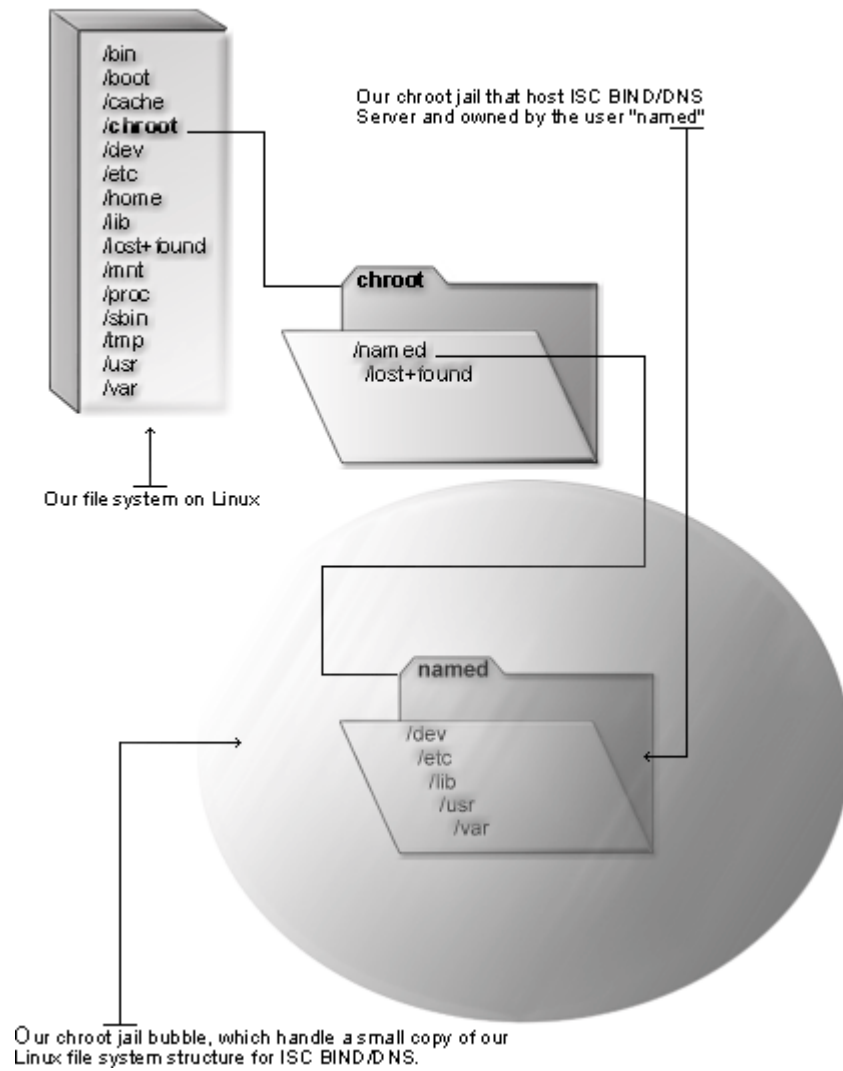 /bin
/boot
/cache
/chroot
/dev
/etc
/home
/lib
/lost+found
/mnt
/proc
/sbin
/tmp
/usr
/var
Our file system on Linux
Our chroot jail that host ISC BIND/DNS
Server and owned by the user "named"
chroot
/named
/lost+found
named
/dev
/etc
/lib
/usr
/var
Our chroot jail bubble, which handle a small copy of our
Linux file system structure for ISC BIND/DNS.